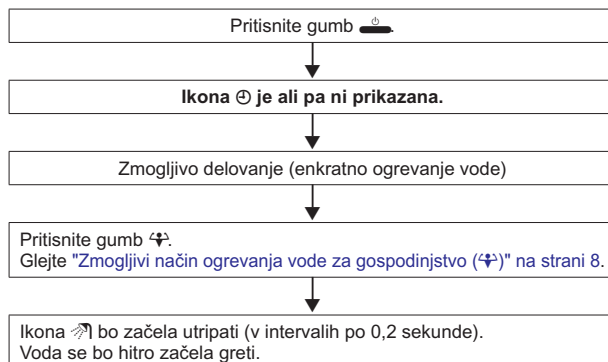 Pritisnite gumb .
Ikona je ali pa ni prikazana.
Zmogljivo delovanje (enkratno ogrevanje vode)
Pritisnite gumb .
Glejte "Zmogljivi način ogrevanja vode za gospodinjstvo ()" na strani 8.
Ikona bo začela utripati (v intervalih po 0,2 sekunde).
Voda se bo hitro začela greti.